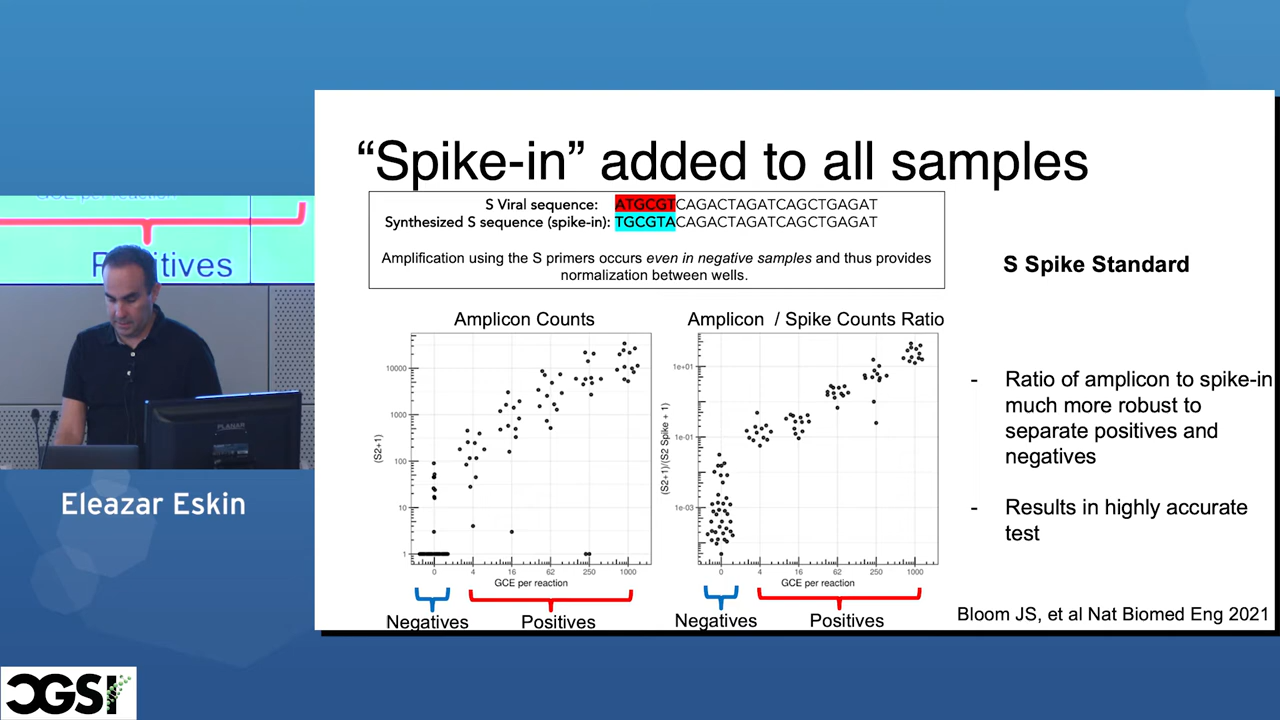 "Spike-in" added to all samples
S Viral sequence: ATGCGTCAGACTAGATCAGCTGAGAT
Synthesized S sequence (spike-in): TGCGTACAGACTAGATCAGCTGAGAT
Amplification using the S primers occurs even in negative samples and thus provides
normalization between wells.
S Spike Standard
Amplicon Counts
(S2+1)
10000
1000
100
10
1
0 4 16 62 250 1000
GCE per reaction
Negatives Positives
Amplicon / Spike Counts Ratio
(S2+1)/(S2 Spike + 1)
1e+01
1e-01
1e-03
0 4 16 62 250 1000
GCE per reaction
Negatives Positives
- Ratio of amplicon to spike-in
much more robust to
separate positives and
negatives
- Results in highly accurate
test
Bloom JS, et al Nat Biomed Eng 2021
GCE per reaction
PLANAR
Eleazar Eskin
CGSI